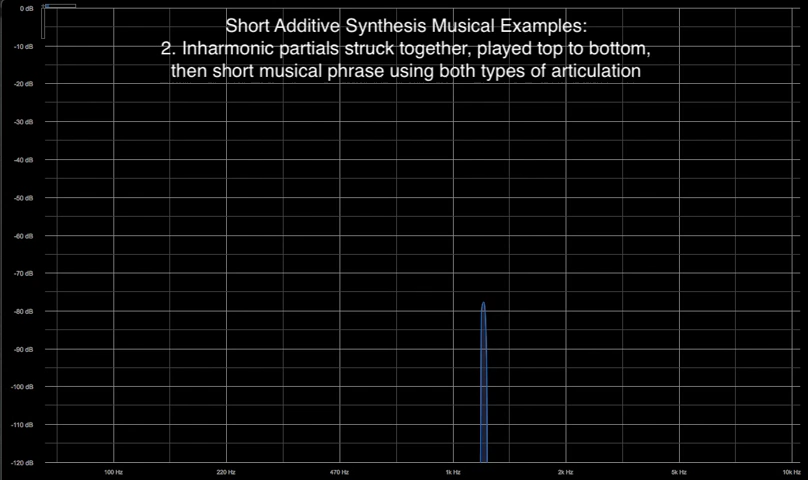 Short Additive Synthesis Musical Examples:
2. Inharmonic partials struck together, played top to bottom,
then short musical phrase using both types of articulation
0 dB
-10 dB
-20 dB
-30 dB
-40 dB
-50 dB
-60 dB
-70 dB
-80 dB
-90 dB
-100 dB
-110 dB
-120 dB
100 Hz 220 Hz 470 Hz 1k Hz 2k Hz 5k Hz 10k Hz